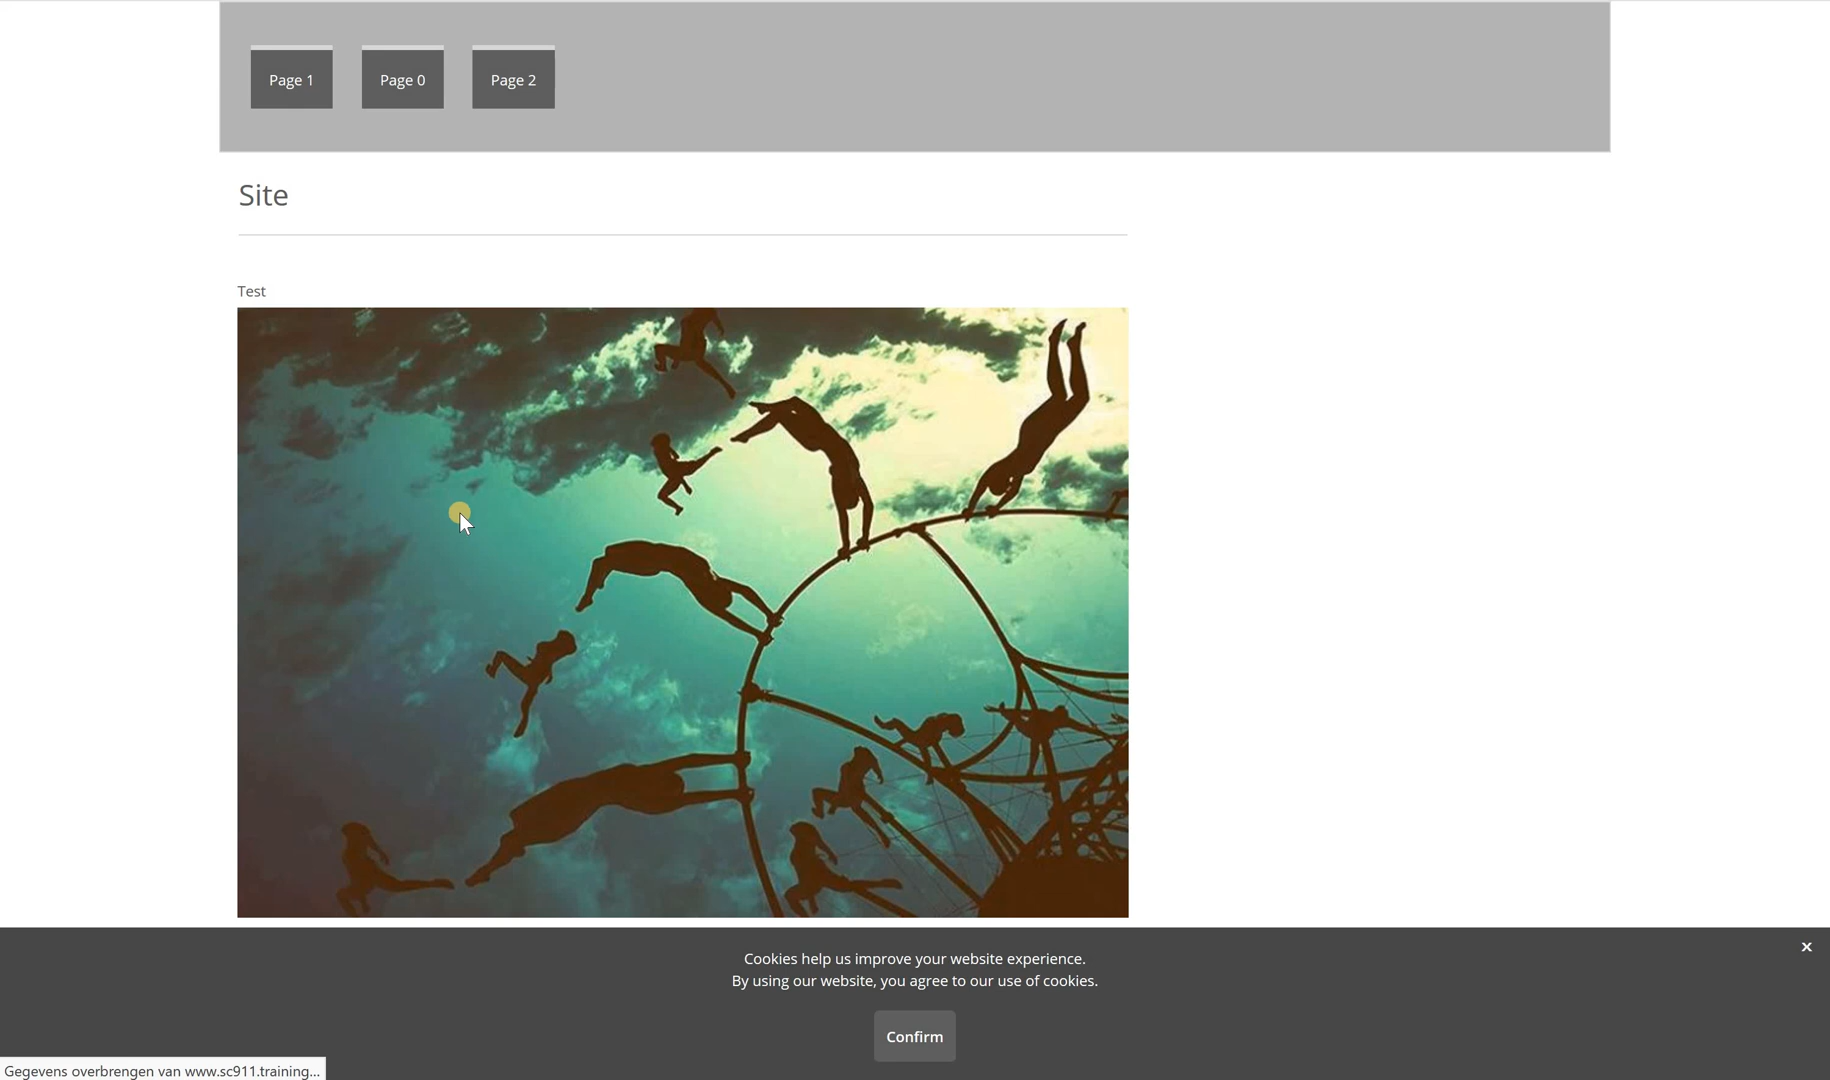 Page 1 Page 0 Page 2
Site
Test
Cookies help us improve your website experience.
By using our website, you agree to our use of cookies.
Confirm
Gegevens overbrengen van www.sc911.training...